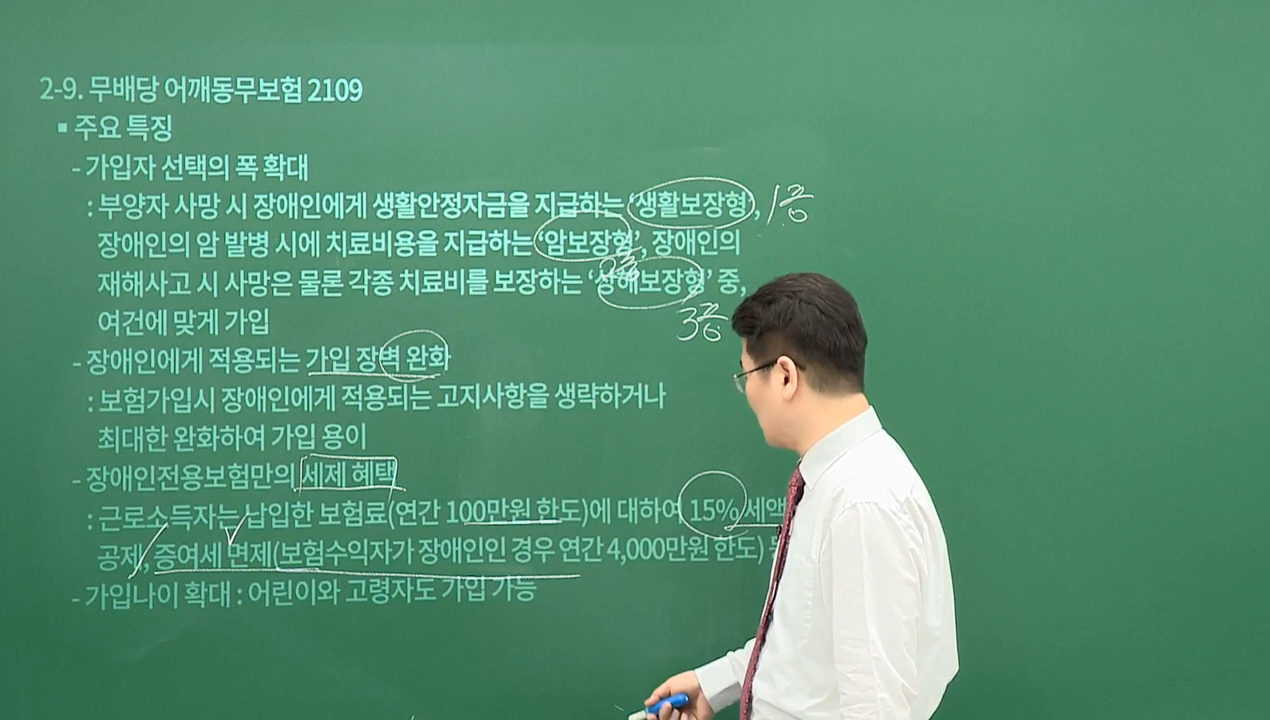 2-9. 무배당 어깨동무보험 2109
▪ 주요 특징
- 가입자 선택의 폭 확대
: 부양자 사망 시 장애인에게 생활안정자금을 지급하는 ‘생활보장형’, 1종
장애인의 암 발병 시에 치료비용을 지급하는 ‘암보장형’, 장애인의
2종
재해사고 시 사망은 물론 각종 치료비를 보장하는 ‘상해보장형’ 중,
3종
여건에 맞게 가입
- 장애인에게 적용되는 가입 장벽 완화
: 보험가입시 장애인에게 적용되는 고지사항을 생략하거나
최대한 완화하여 가입 용이
- 장애인전용보험만의 세제 혜택
: 근로소득자는 납입한 보험료(연간 100만원 한도)에 대하여 15% 세액
공제, 증여세 면제(보험수익자가 장애인인 경우 연간 4,000만원 한도)
- 가입나이 확대 : 어린이와 고령자도 가입 가능